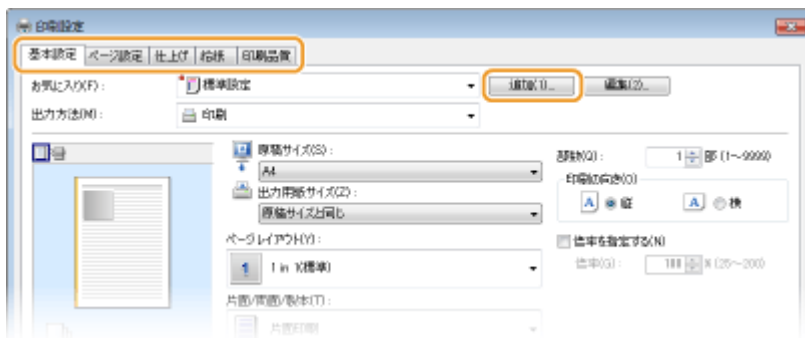 印刷設定
基本設定 ページ設定 仕上げ 給紙 印刷品質
お気に入り(F): 標準設定 追加(1)... 編集(2)...
出力方法(M): 印刷
原稿サイズ(S):
A4
出力用紙サイズ(Z):
原稿サイズと同じ
ページレイアウト(Y):
1 1 in 1(標準)
片面/両面/製本(T):
片面印刷
部数(Q): 1 部 (1~9999)
印刷の向き(O)
A 縦 A 横
倍率を指定する(N)
倍率(G): 100 % (25~200)